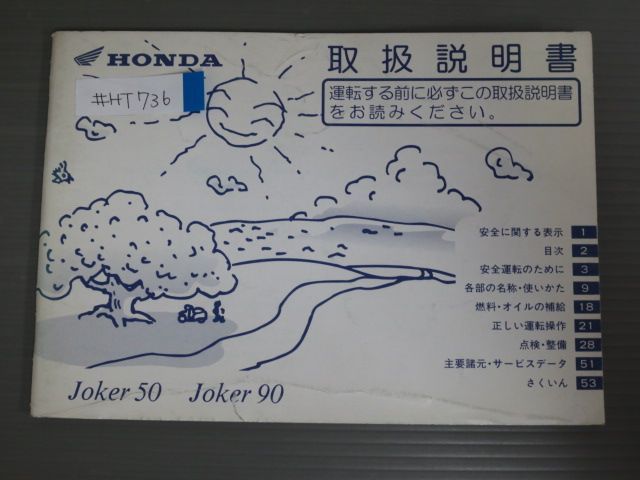 HONDA
取扱説明書
#HT736
運転する前に必ずこの取扱説明書
をお読みください。
安全に関する表示 1
目次 2
安全運転のために 3
各部の名称・使いかた 9
燃料・オイルの補給 18
正しい運転操作 21
点検・整備 28
主要諸元・サービスデータ 51
さくいん 53
Joker 50 Joker 90